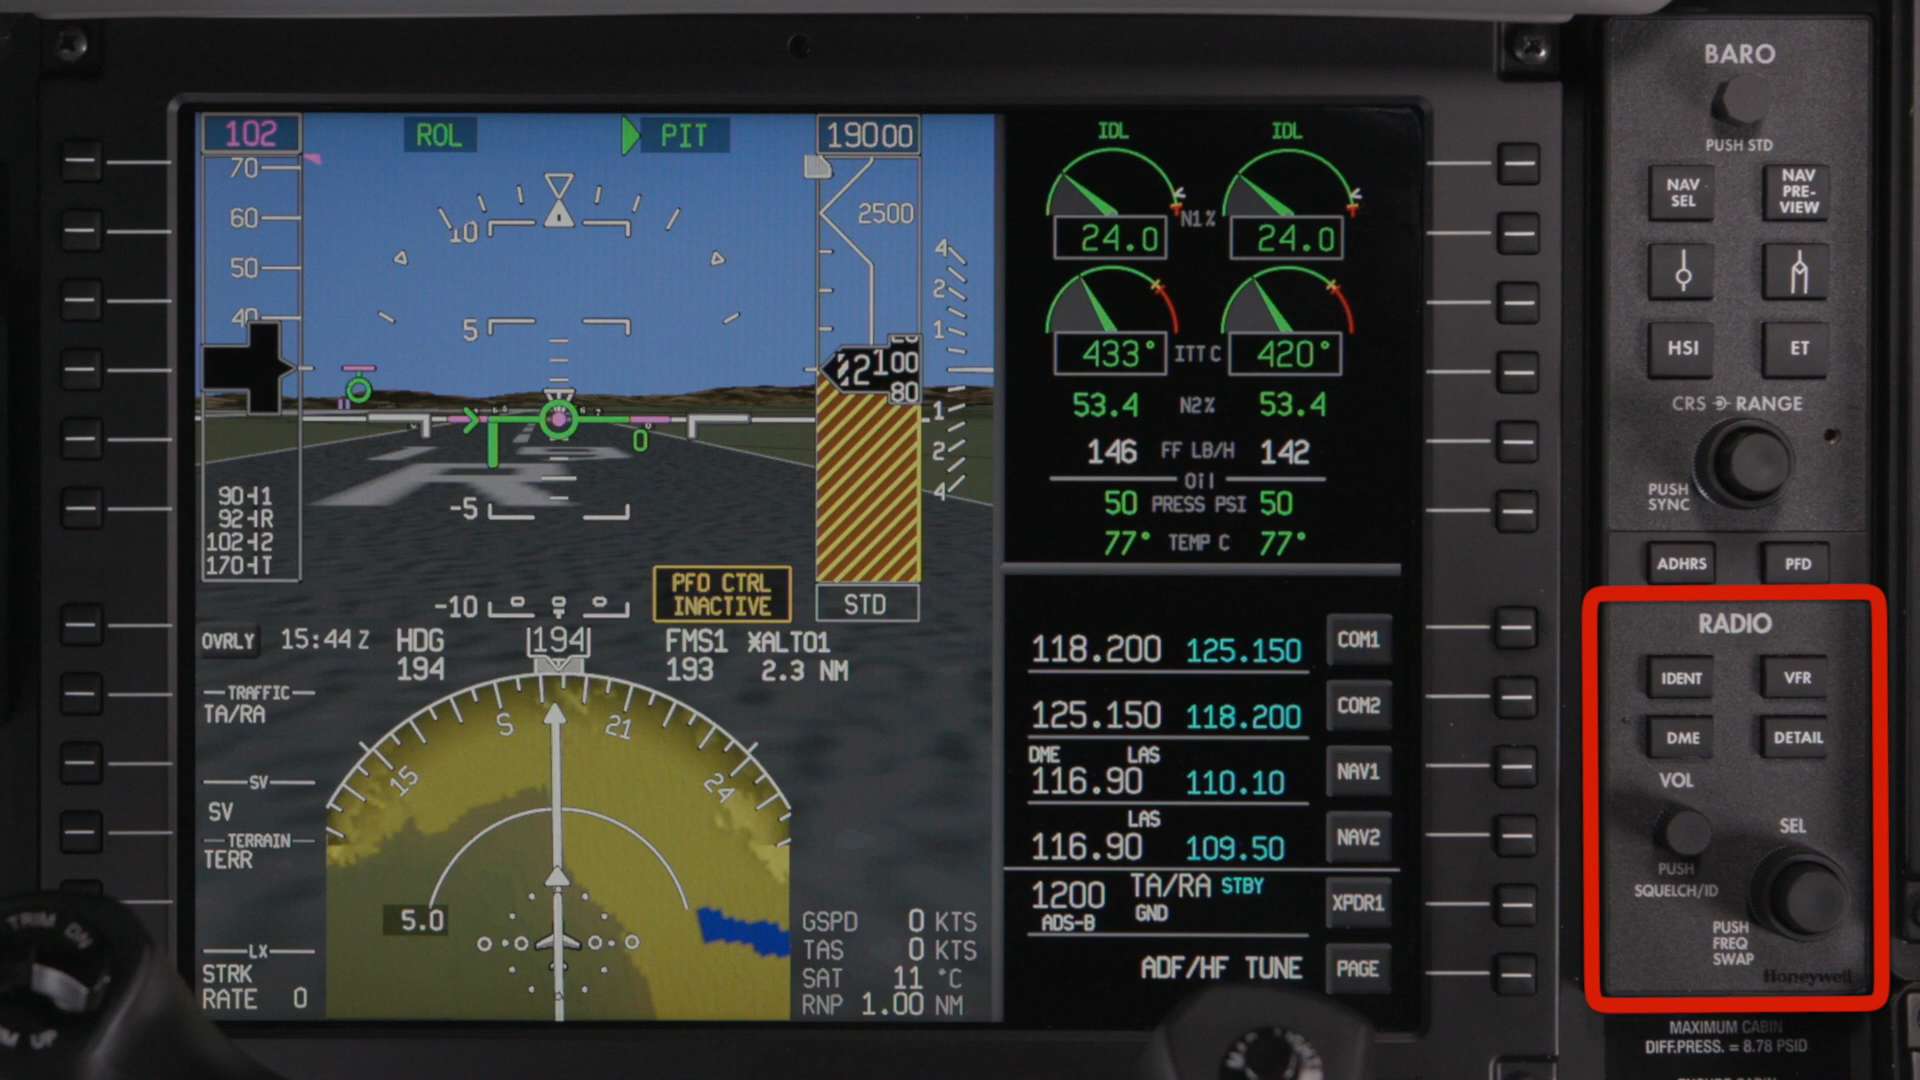 102
ROL
PIT
19000
70
60
50
40
10
5
2500
4
2
1
2100
80
1
2
4
0
-5
90-1
92-R
102-2
170-T
PFD CTRL
INACTIVE
-10
STD
OVRLY
15:44 Z
HDG
194
194
FMS1
193
*ALTO1
2.3 NM
TRAFFIC
TA/RA
SV
SV
TERRAIN
TERR
LX
STRK
RATE 0
15
S
21
24
5.0
GSPD 0 KTS
TAS 0 KTS
SAT 11 °C
RNP 1.00 NM
IDL IDL
24.0 N1% 24.0
433° ITT C 420°
53.4 N2% 53.4
146 FF LB/H 142
Oil
50 PRESS PSI 50
77° TEMP C 77°
118.200 125.150 COM1
125.150 118.200 COM2
DME LAS
116.90 110.10 NAV1
LAS
116.90 109.50 NAV2
1200 TA/RA STBY XPDR1
ADS-B GND
ADF/HF TUNE PAGE
BARO
PUSH STD
NAV
SEL
NAV
PRE-
VIEW
HSI
ET
CRS RANGE
PUSH
SYNC
ADHRS
PFD
RADIO
IDENT
VFR
DME
DETAIL
VOL
PUSH
SQUELCH/ID
SEL
PUSH
FREQ
SWAP
Honeywell
MAXIMUM CABIN
DIFF.PRESS. = 8.78 PSID
TRIM DN
UP